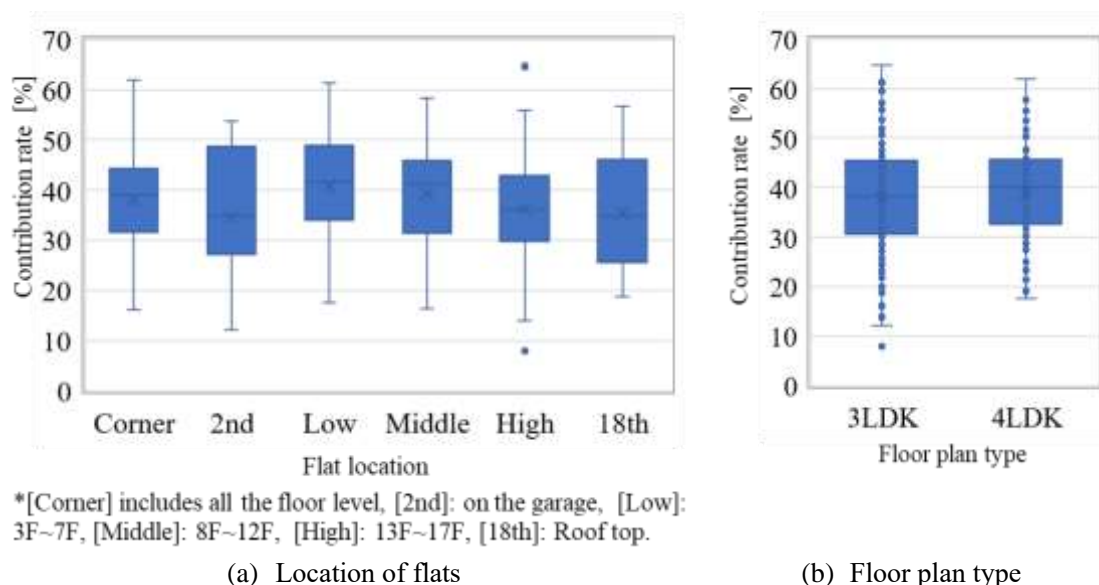 70
60
50
40
30
20
10
0
Contribution rate [%]
Corner 2nd Low Middle High 18th
Flat location
*[Corner] includes all the floor level, [2nd]: on the garage, [Low]:
3F~7F, [Middle]: 8F~12F, [High]: 13F~17F, [18th]: Roof top.
(a) Location of flats
70
60
50
40
30
20
10
0
Contribution rate [%]
3LDK 4LDK
Floor plan type
(b) Floor plan type